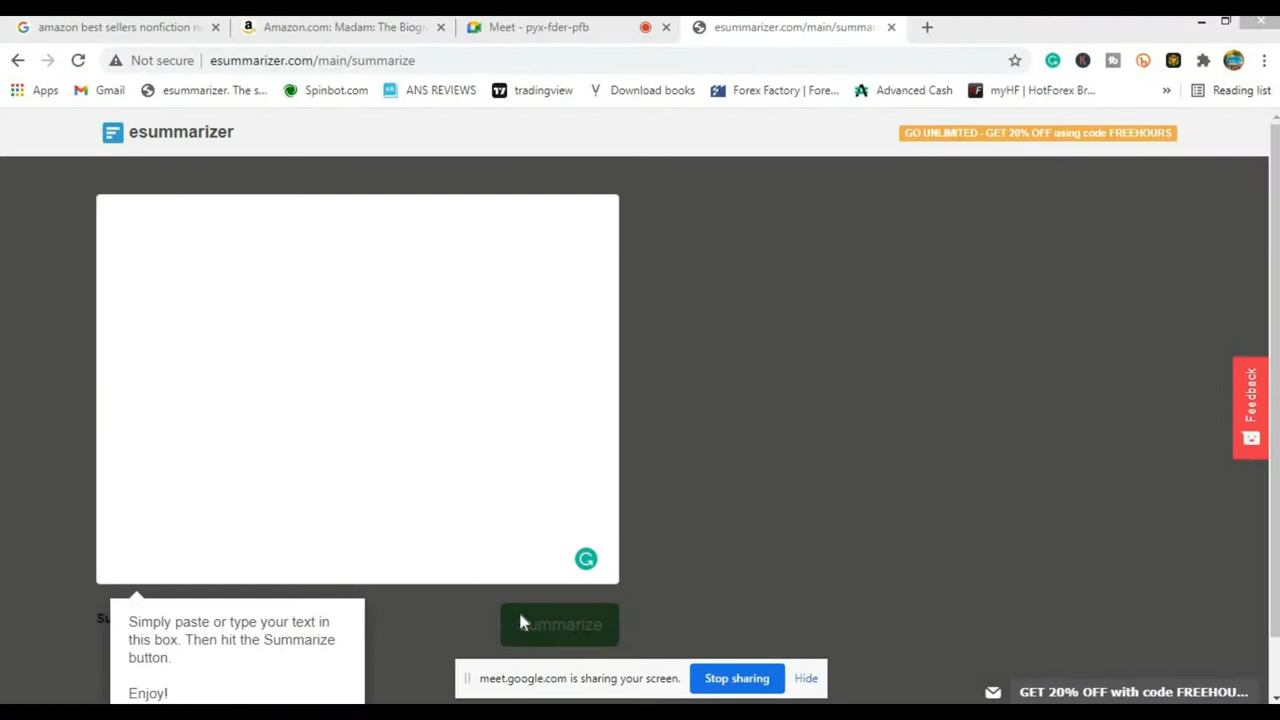 amazon best sellers nonfiction n
Amazon.com: Madam: The Biogr
Meet - pyx-fder-pfb
esummarizer.com/main/summa
Not secure
esummarizer.com/main/summarize
Apps
Gmail
esummarizer. The s...
Spinbot.com
ANS REVIEWS
tradingview
Download books
Forex Factory | Fore...
Advanced Cash
myHF | HotForex Br...
»
Reading list
esummarizer
GO UNLIMITED - GET 20% OFF using code FREEHOURS
Feedback
Su
Simply paste or type your text in
this box. Then hit the Summarize
button.
Enjoy!
Summarize
meet.google.com is sharing your screen.
Stop sharing
Hide
GET 20% OFF with code FREEHOU...